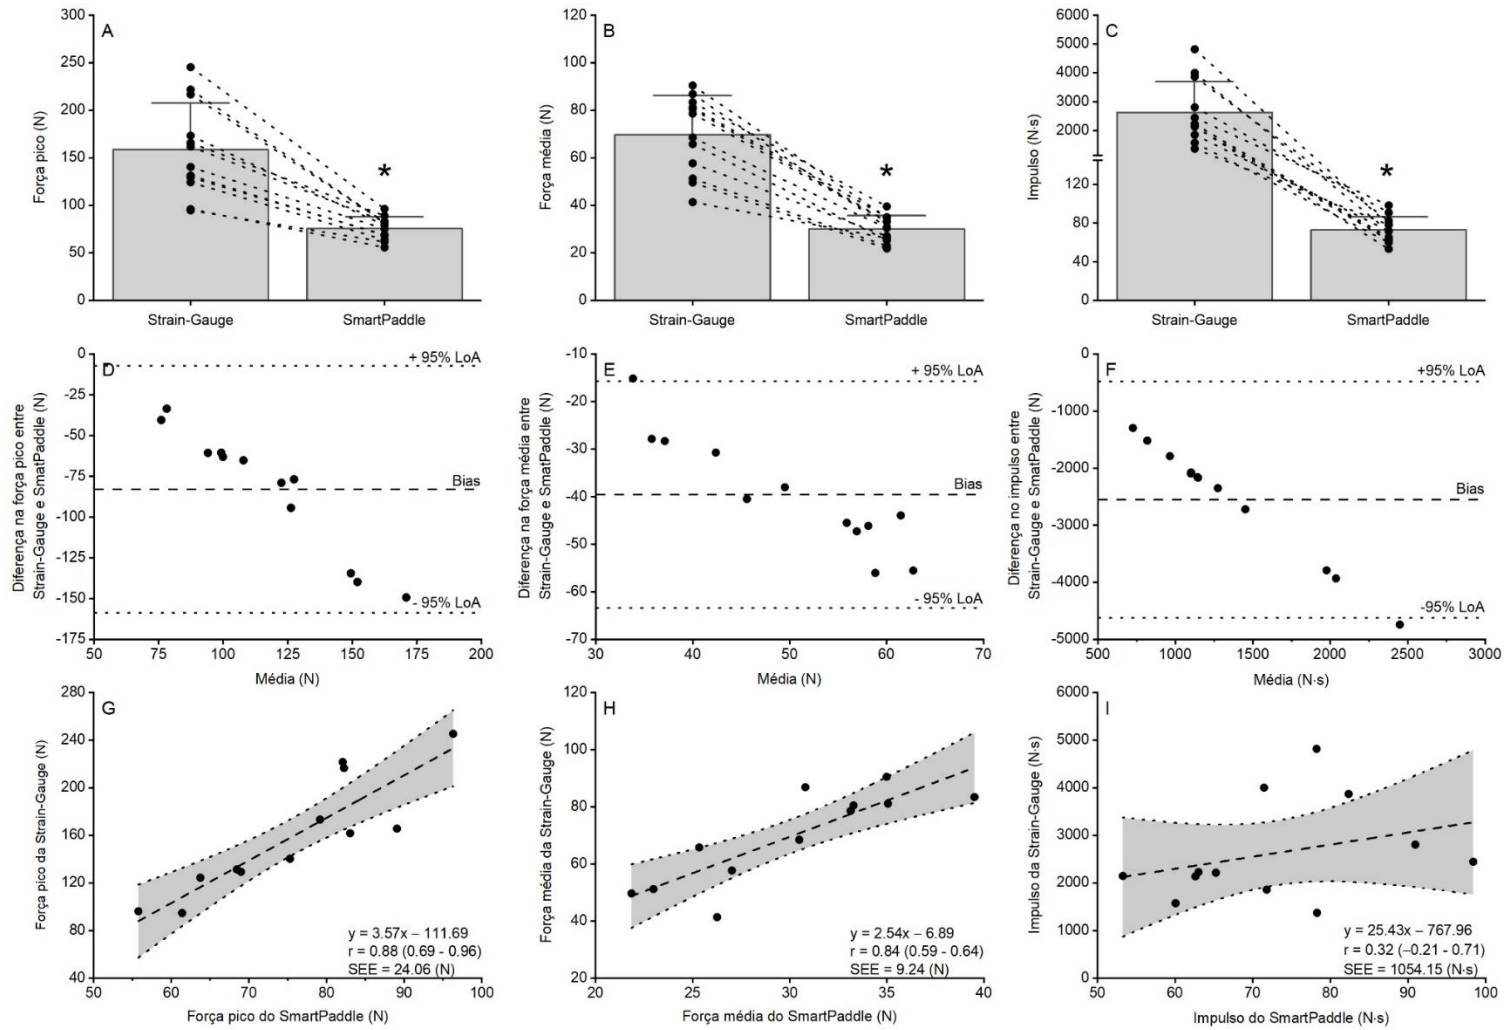 A
Força pico (N)
300
250
200
150
100
50
0
*
Strain-Gauge
SmartPaddle
B
Força média (N)
120
100
80
60
40
20
0
*
Strain-Gauge
SmartPaddle
C
Impulso (N·s)
6000
5000
4000
3000
2000
120
80
40
0
*
Strain-Gauge
SmartPaddle
D
Diferença na força pico entre
Strain-Gauge e SmatPaddle (N)
0
-25
-50
-75
-100
-125
-150
-175
+ 95% LoA
Bias
- 95% LoA
50
75
100
125
150
175
200
Média (N)
E
Diferença na força média entre
Strain-Gauge e SmatPaddle (N)
-10
-20
-30
-40
-50
-60
-70
+ 95% LoA
Bias
- 95% LoA
30
40
50
60
70
Média (N)
F
Diferença no impulso entre
Strain-Gauge e SmatPaddle (N)
0
-1000
-2000
-3000
-4000
-5000
+95% LoA
Bias
-95% LoA
500
1000
1500
2000
2500
3000
Média (N·s)
G
Força pico da Strain-Gauge (N)
280
240
200
160
120
80
40
y = 3.57x – 111.69
r = 0.88 (0.69 - 0.96)
SEE = 24.06 (N)
50
60
70
80
90
100
Força pico do SmartPaddle (N)
H
Força média da Strain-Gauge (N)
120
100
80
60
40
20
y = 2.54x – 6.89
r = 0.84 (0.59 - 0.64)
SEE = 9.24 (N)
20
25
30
35
40
Força média do SmartPaddle (N)
I
Impulso da Strain-Gauge (N·s)
6000
5000
4000
3000
2000
1000
0
y = 25.43x – 767.96
r = 0.32 (–0.21 - 0.71)
SEE = 1054.15 (N·s)
50
60
70
80
90
100
Impulso do SmartPaddle (N·s)